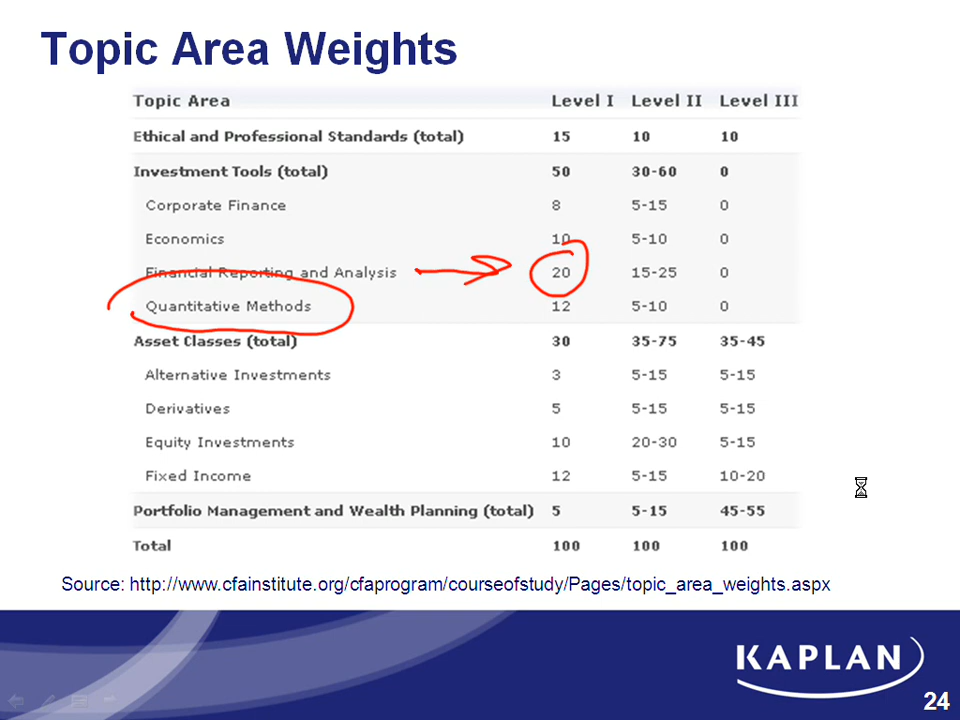 Topic Area Weights
Topic Area Level I Level II Level III
Ethical and Professional Standards (total) 15 10 10
Investment Tools (total) 50 30-60 0
Corporate Finance 8 5-15 0
Economics 10 5-10 0
Financial Reporting and Analysis 20 15-25 0
Quantitative Methods 12 5-10 0
Asset Classes (total) 30 35-75 35-45
Alternative Investments 3 5-15 5-15
Derivatives 5 5-15 5-15
Equity Investments 10 20-30 5-15
Fixed Income 12 5-15 10-20
Portfolio Management and Wealth Planning (total) 5 5-15 45-55
Total 100 100 100
Source: http://www.cfainstitute.org/cfaprogram/courseofstudy/Pages/topic_area_weights.aspx
KAPLAN
24